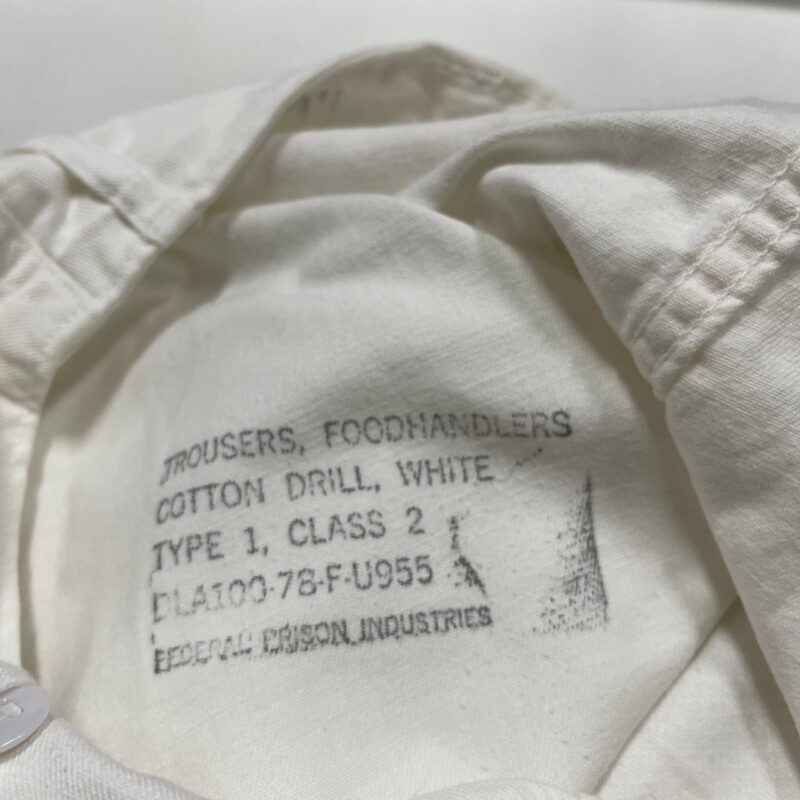 TROUSERS, FOODHANDLERS
COTTON DRILL, WHITE
TYPE 1, CLASS 2
DLA100-78-F-U955
FEDERAL PRISON INDUSTRIES